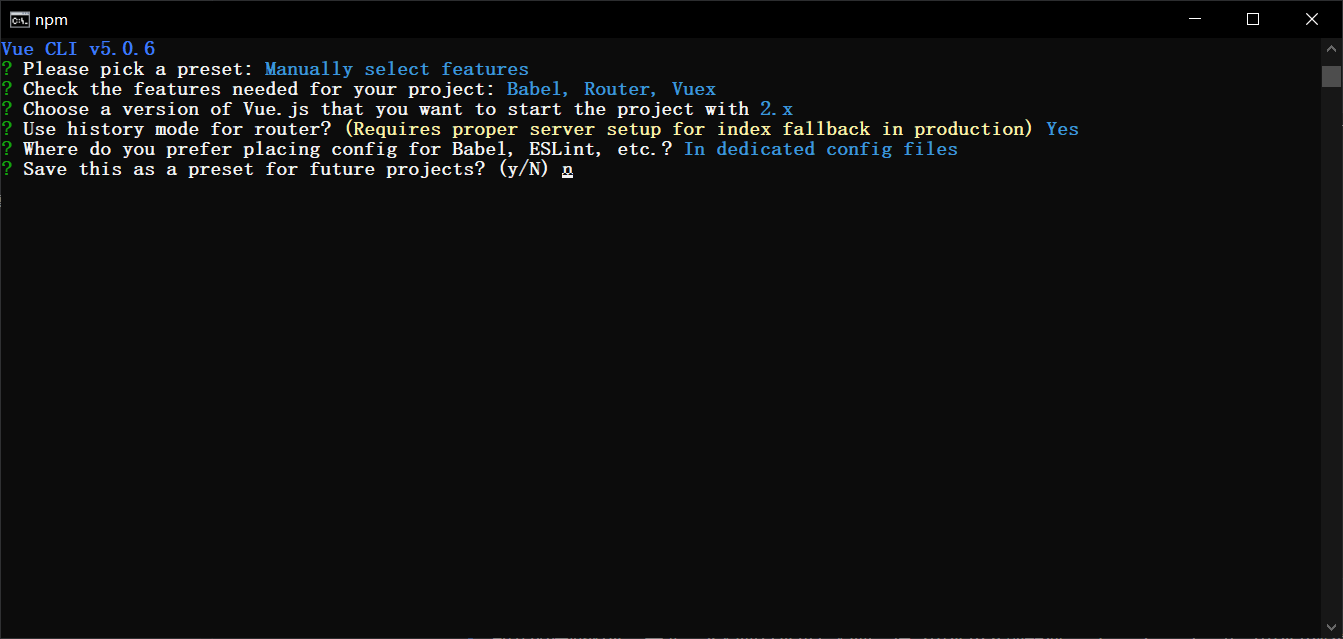 npm
Vue CLI v5.0.6
? Please pick a preset: Manually select features
? Check the features needed for your project: Babel, Router, Vuex
? Choose a version of Vue.js that you want to start the project with 2.x
? Use history mode for router? (Requires proper server setup for index fallback in production) Yes
? Where do you prefer placing config for Babel, ESLint, etc.? In dedicated config files
? Save this as a preset for future projects? (y/N) n